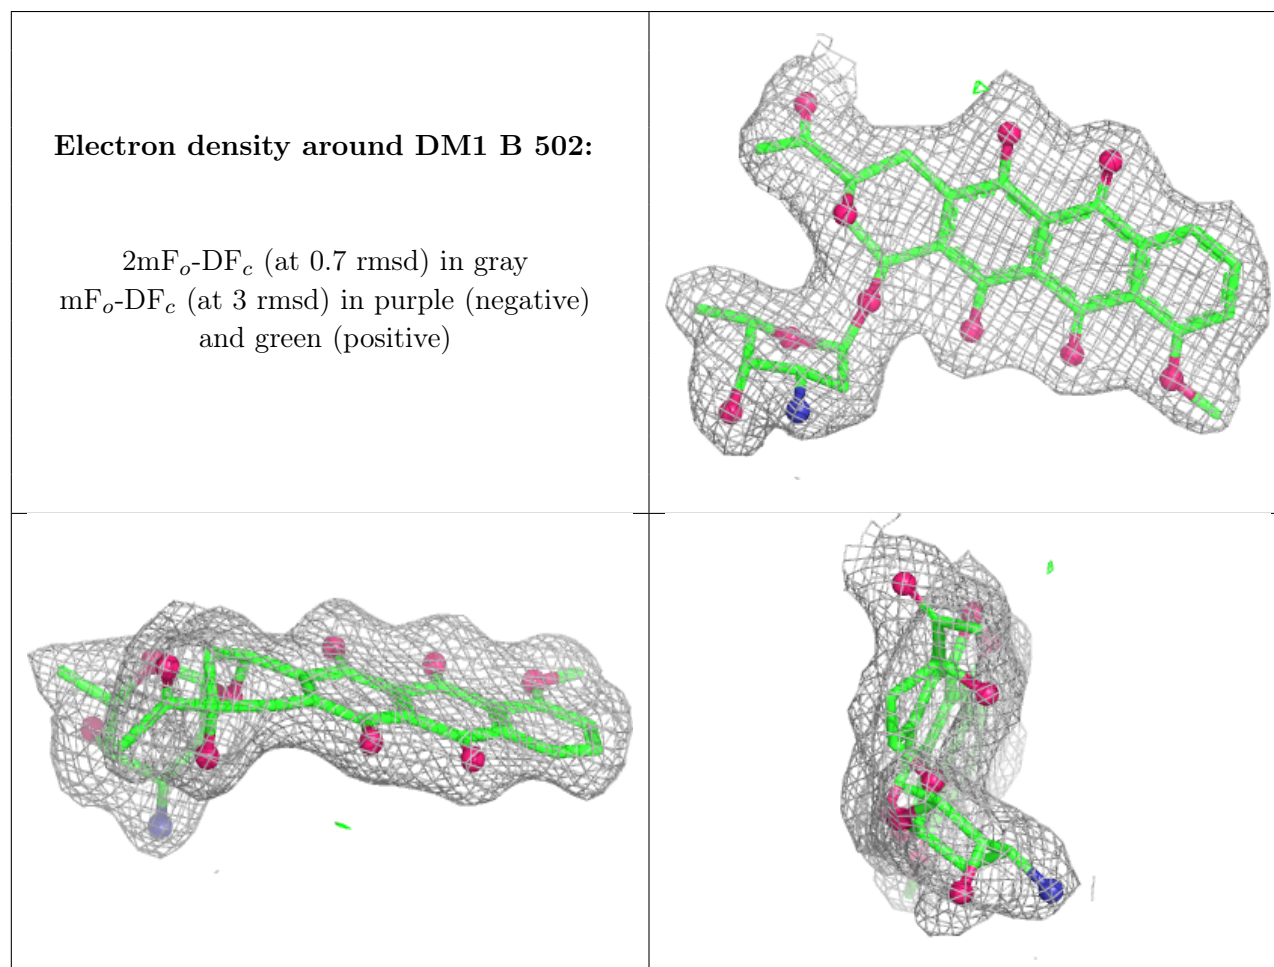 Electron density around DM1 B 502:
2mFo-DFc (at 0.7 rmsd) in gray
mFo-DFc (at 3 rmsd) in purple (negative)
and green (positive)